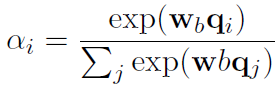 α_i = exp(𝐰_b 𝐪_i) / ∑_j exp(𝐰b𝐪_j)